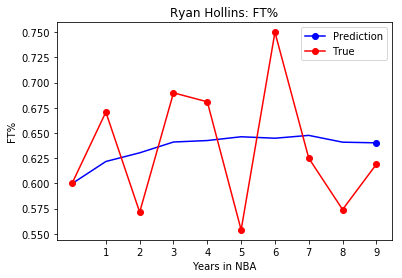 Ryan Hollins: FT%
Prediction
True
0.750
0.725
0.700
0.675
0.650
0.625
0.600
0.575
0.550
FT%
1 2 3 4 5 6 7 8 9
Years in NBA